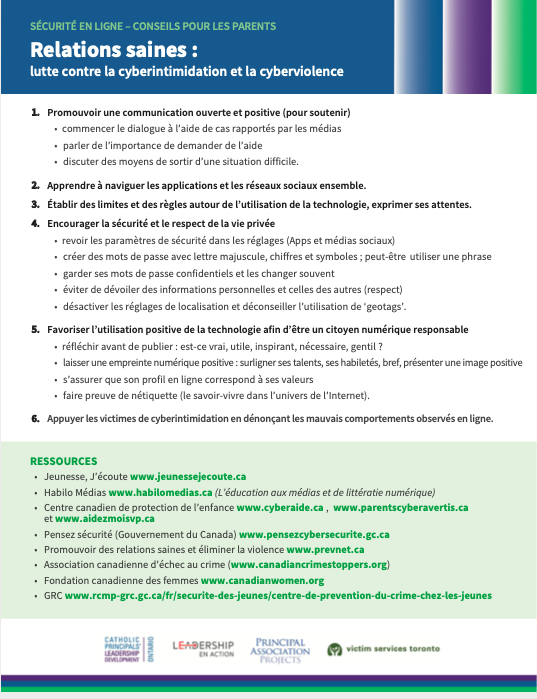 SÉCURITÉ EN LIGNE – CONSEILS POUR LES PARENTS
Relations saines :
lutte contre la cyberintimidation et la cyberviolence
1. Promouvoir une communication ouverte et positive (pour soutenir)
• commencer le dialogue à l'aide de cas rapportés par les médias
• parler de l'importance de demander de l'aide
• discuter des moyens de sortir d'une situation difficile.
2. Apprendre à naviguer les applications et les réseaux sociaux ensemble.
3. Établir des limites et des règles autour de l'utilisation de la technologie, exprimer ses attentes.
4. Encourager la sécurité et le respect de la vie privée
• revoir les paramètres de sécurité dans les réglages (Apps et médias sociaux)
• créer des mots de passe avec lettre majuscule, chiffres et symboles ; peut-être utiliser une phrase
• garder ses mots de passe confidentiels et les changer souvent
• éviter de dévoiler des informations personnelles et celles des autres (respect)
• désactiver les réglages de localisation et déconseiller l'utilisation de 'geotags'.
5. Favoriser l'utilisation positive de la technologie afin d'être un citoyen numérique responsable
• réfléchir avant de publier : est-ce vrai, utile, inspirant, nécessaire, gentil ?
• laisser une empreinte numérique positive : surligner ses talents, ses habiletés, bref, présenter une image positive
• s'assurer que son profil en ligne correspond à ses valeurs
• faire preuve de nétiquette (le savoir-vivre dans l'univers de l'Internet).
6. Appuyer les victimes de cyberintimidation en dénonçant les mauvais comportements observés en ligne.
RESSOURCES
• Jeunesse, J'écoute www.jeunessejecoute.ca
• Habilo Médias www.habilomedias.ca (L'éducation aux médias et de littératie numérique)
• Centre canadien de protection de l'enfance www.cyberaide.ca , www.parentscyberavertis.ca
et www.aidezmoisvp.ca
• Pensez sécurité (Gouvernement du Canada) www.pensezcybersecurite.gc.ca
• Promouvoir des relations saines et éliminer la violence www.prevnet.ca
• Association canadienne d'échec au crime (www.canadiancrimestoppers.org)
• Fondation canadienne des femmes www.canadianwomen.org
• GRC www.rcmp-grc.gc.ca/fr/securite-des-jeunes/centre-de-prevention-du-crime-chez-les-jeunes
CATHOLIC
PRINCIPALS'
LEADERSHIP
DEVELOPMENT
ONTARIO
LEADERSHIP
EN ACTION
PRINCIPAL
ASSOCIATION
PROJECTS
victim services toronto